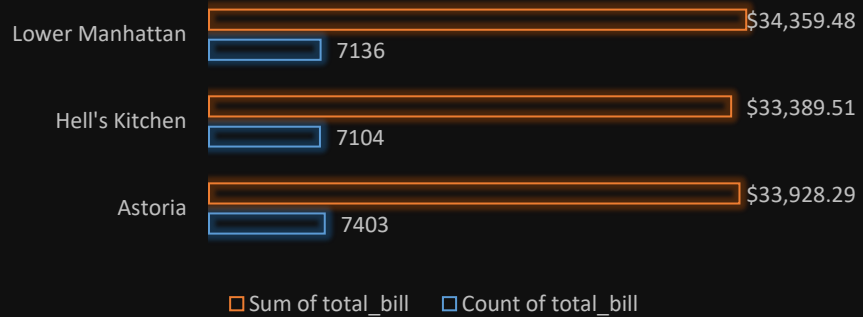 Lower Manhattan
$34,359.48
7136
Hell's Kitchen
$33,389.51
7104
Astoria
$33,928.29
7403
Sum of total_bill Count of total_bill